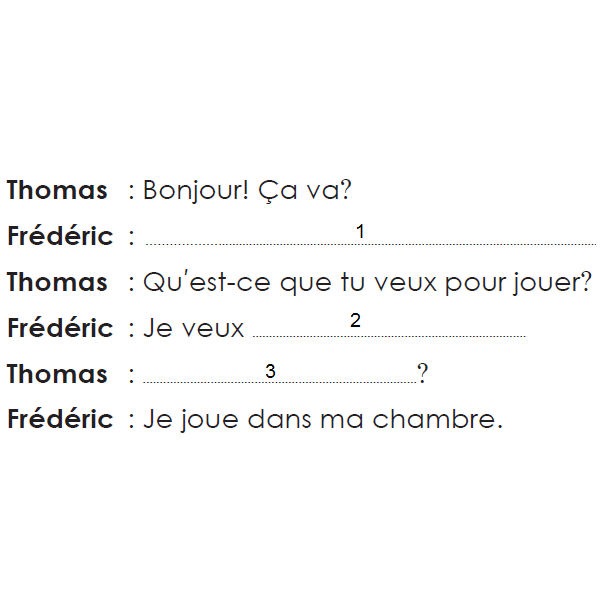 Thomas : Bonjour! Ça va?
Frédéric : ........................ 1 ........................
Thomas : Qu'est-ce que tu veux pour jouer?
Frédéric : Je veux ........................ 2 ........................
Thomas : ........................ 3 ........................?
Frédéric : Je joue dans ma chambre.